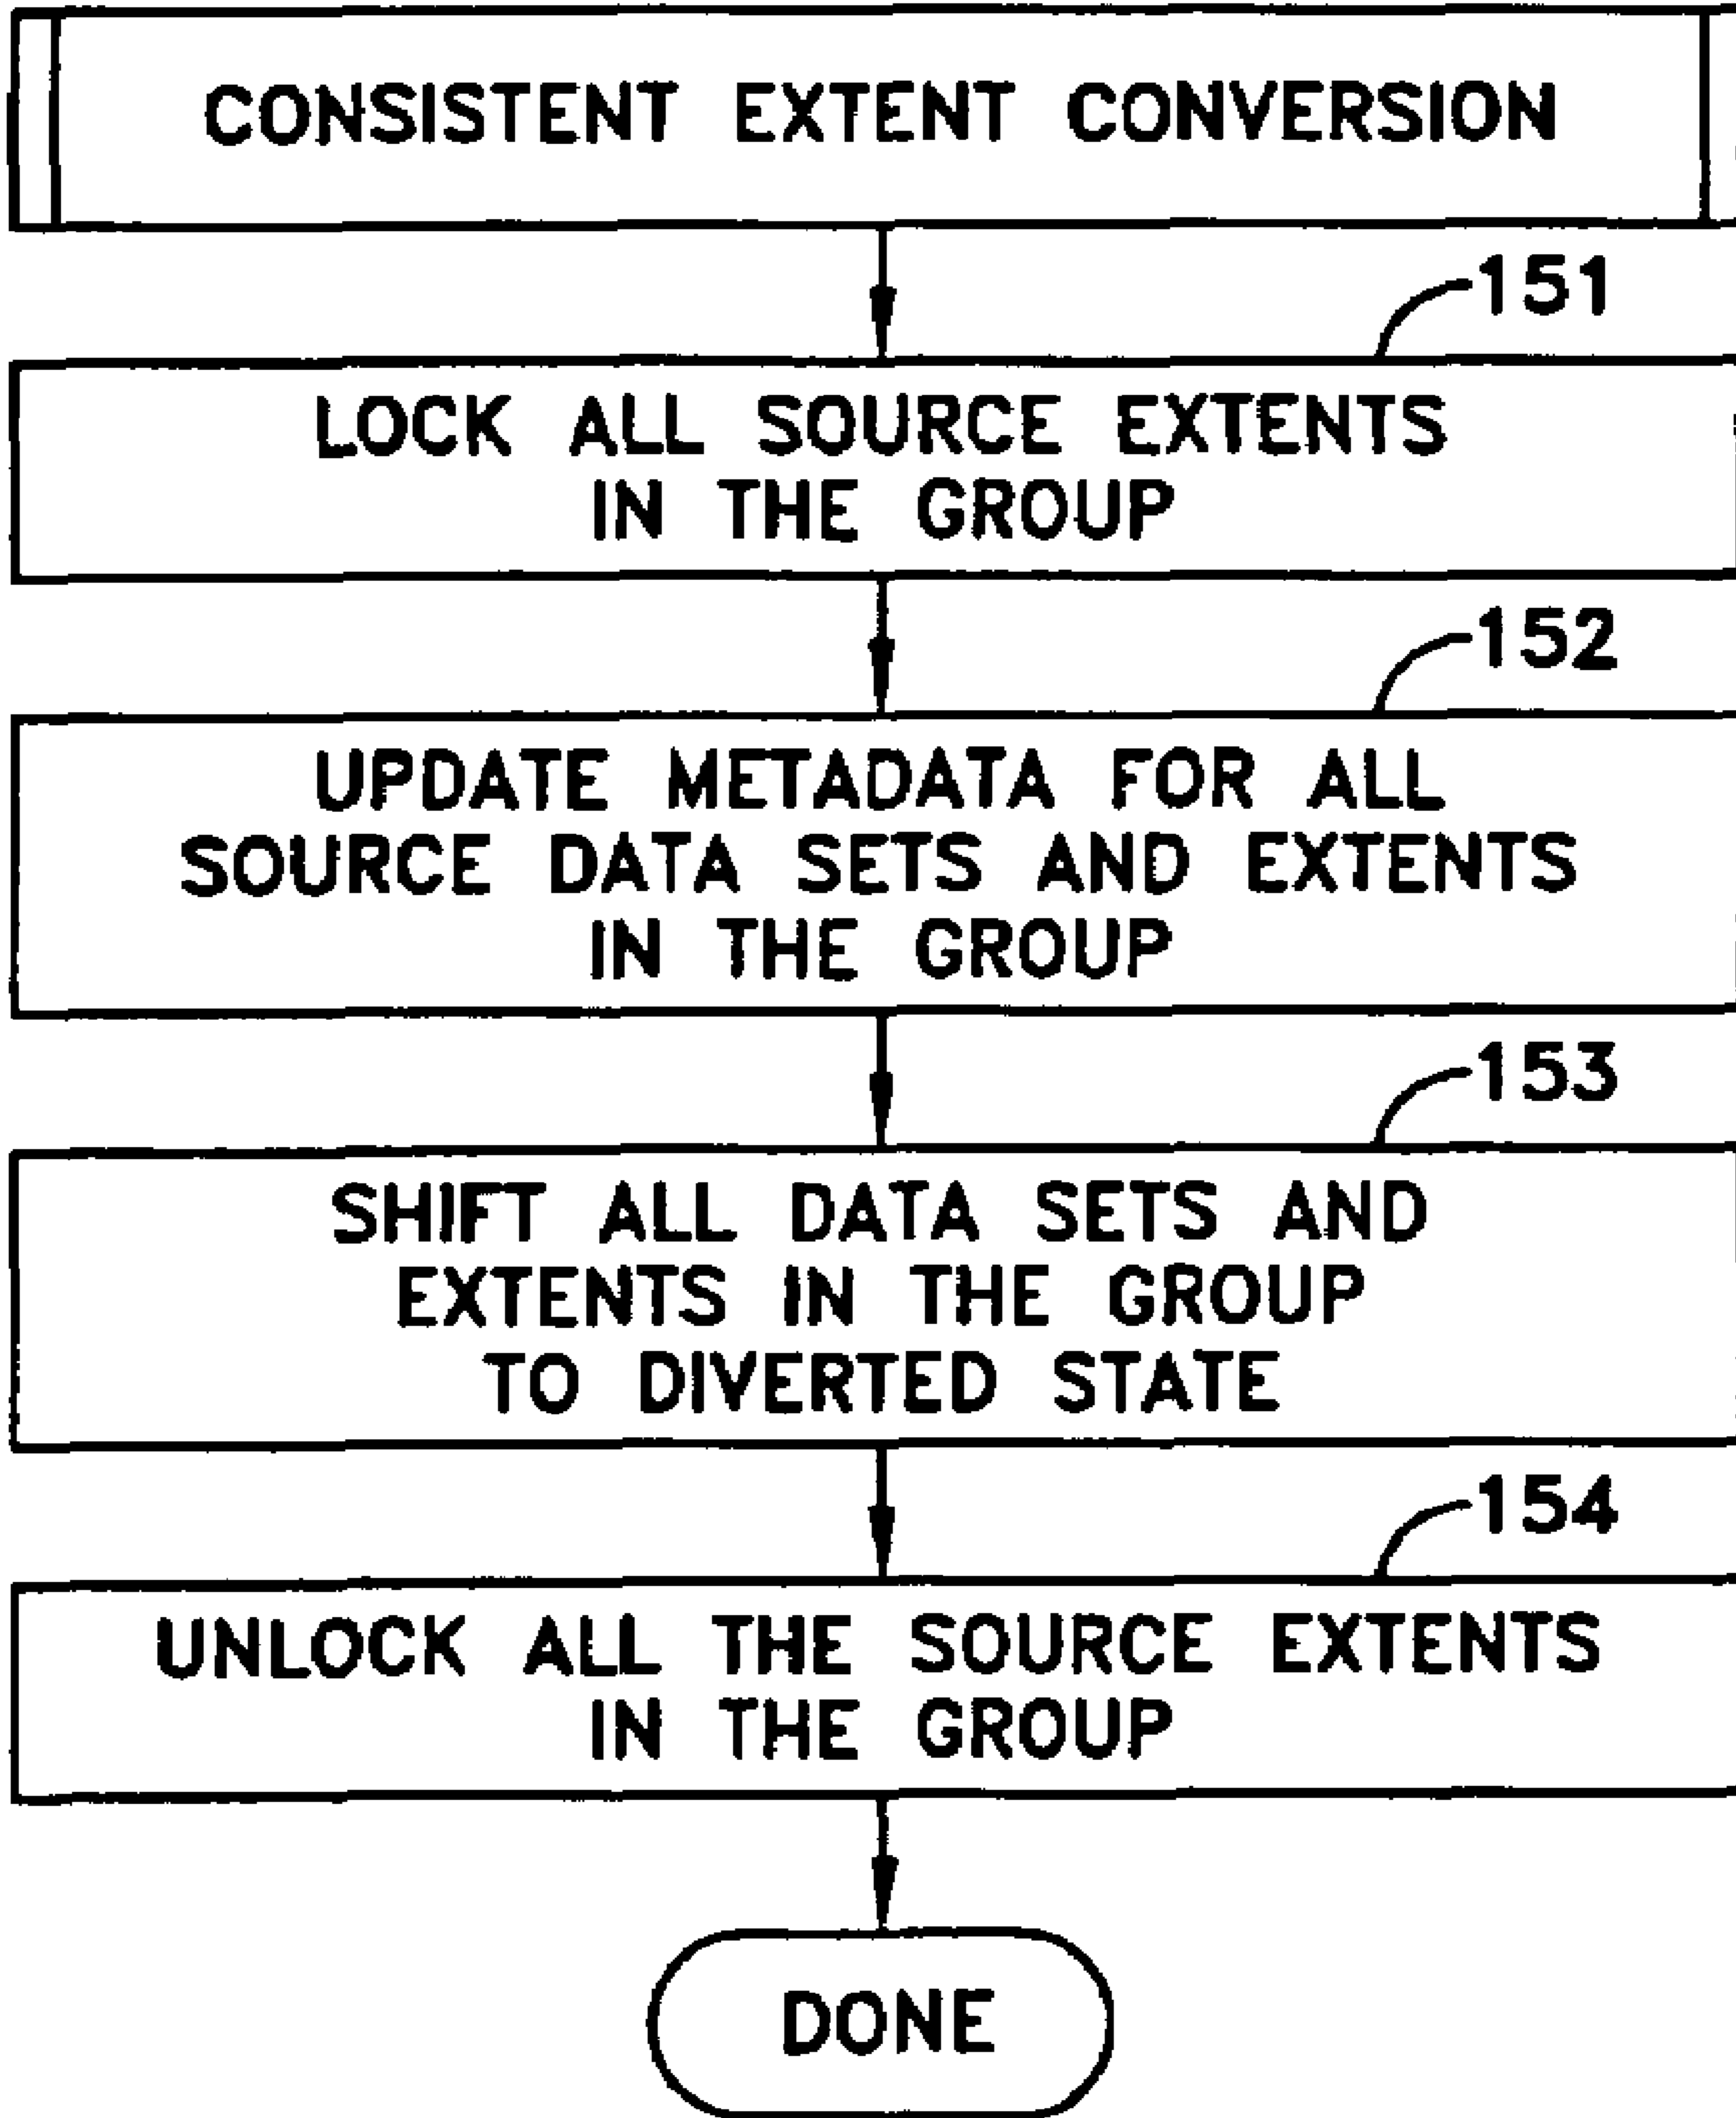 CONSISTENT EXTENT CONVERSION
151
LOCK ALL SOURCE EXTENTS
IN THE GROUP
152
UPDATE METADATA FOR ALL
SOURCE DATA SETS AND EXTENTS
IN THE GROUP
153
SHIFT ALL DATA SETS AND
EXTENTS IN THE GROUP
TO DIVERTED STATE
154
UNLOCK ALL THE SOURCE EXTENTS
IN THE GROUP
DONE